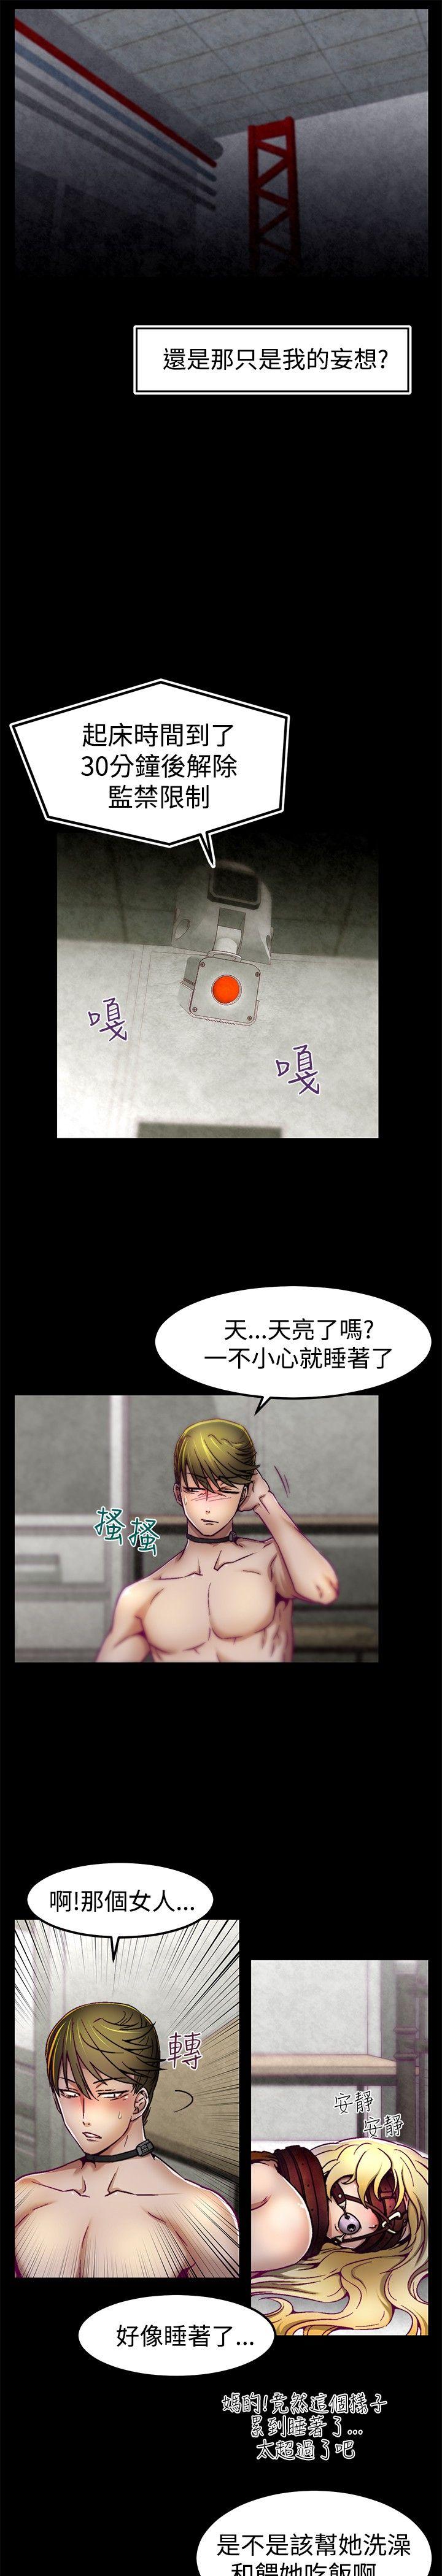 還是那只是我的妄想?
起床時間到了
30分鐘後解除
監禁限制
嘎
嘎
天...天亮了嗎?
一不小心就睡著了
搔搔
啊!那個女人...
轉
安靜
安靜
好像睡著了...
媽的!竟然這個樣子
累到睡著了...
太超過了吧
是不是該幫她洗澡
和餵她吃飯啊